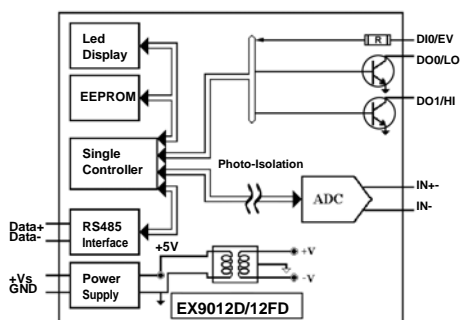 Led
Display
EEPROM
Single
Controller
RS485
Interface
Power
Supply
Data+
Data-
+Vs
GND
+5V
Photo-Isolation
R
DI0/EV
DO0/LO
DO1/HI
ADC
IN+-
IN-
+V
-V
EX9012D/12FD